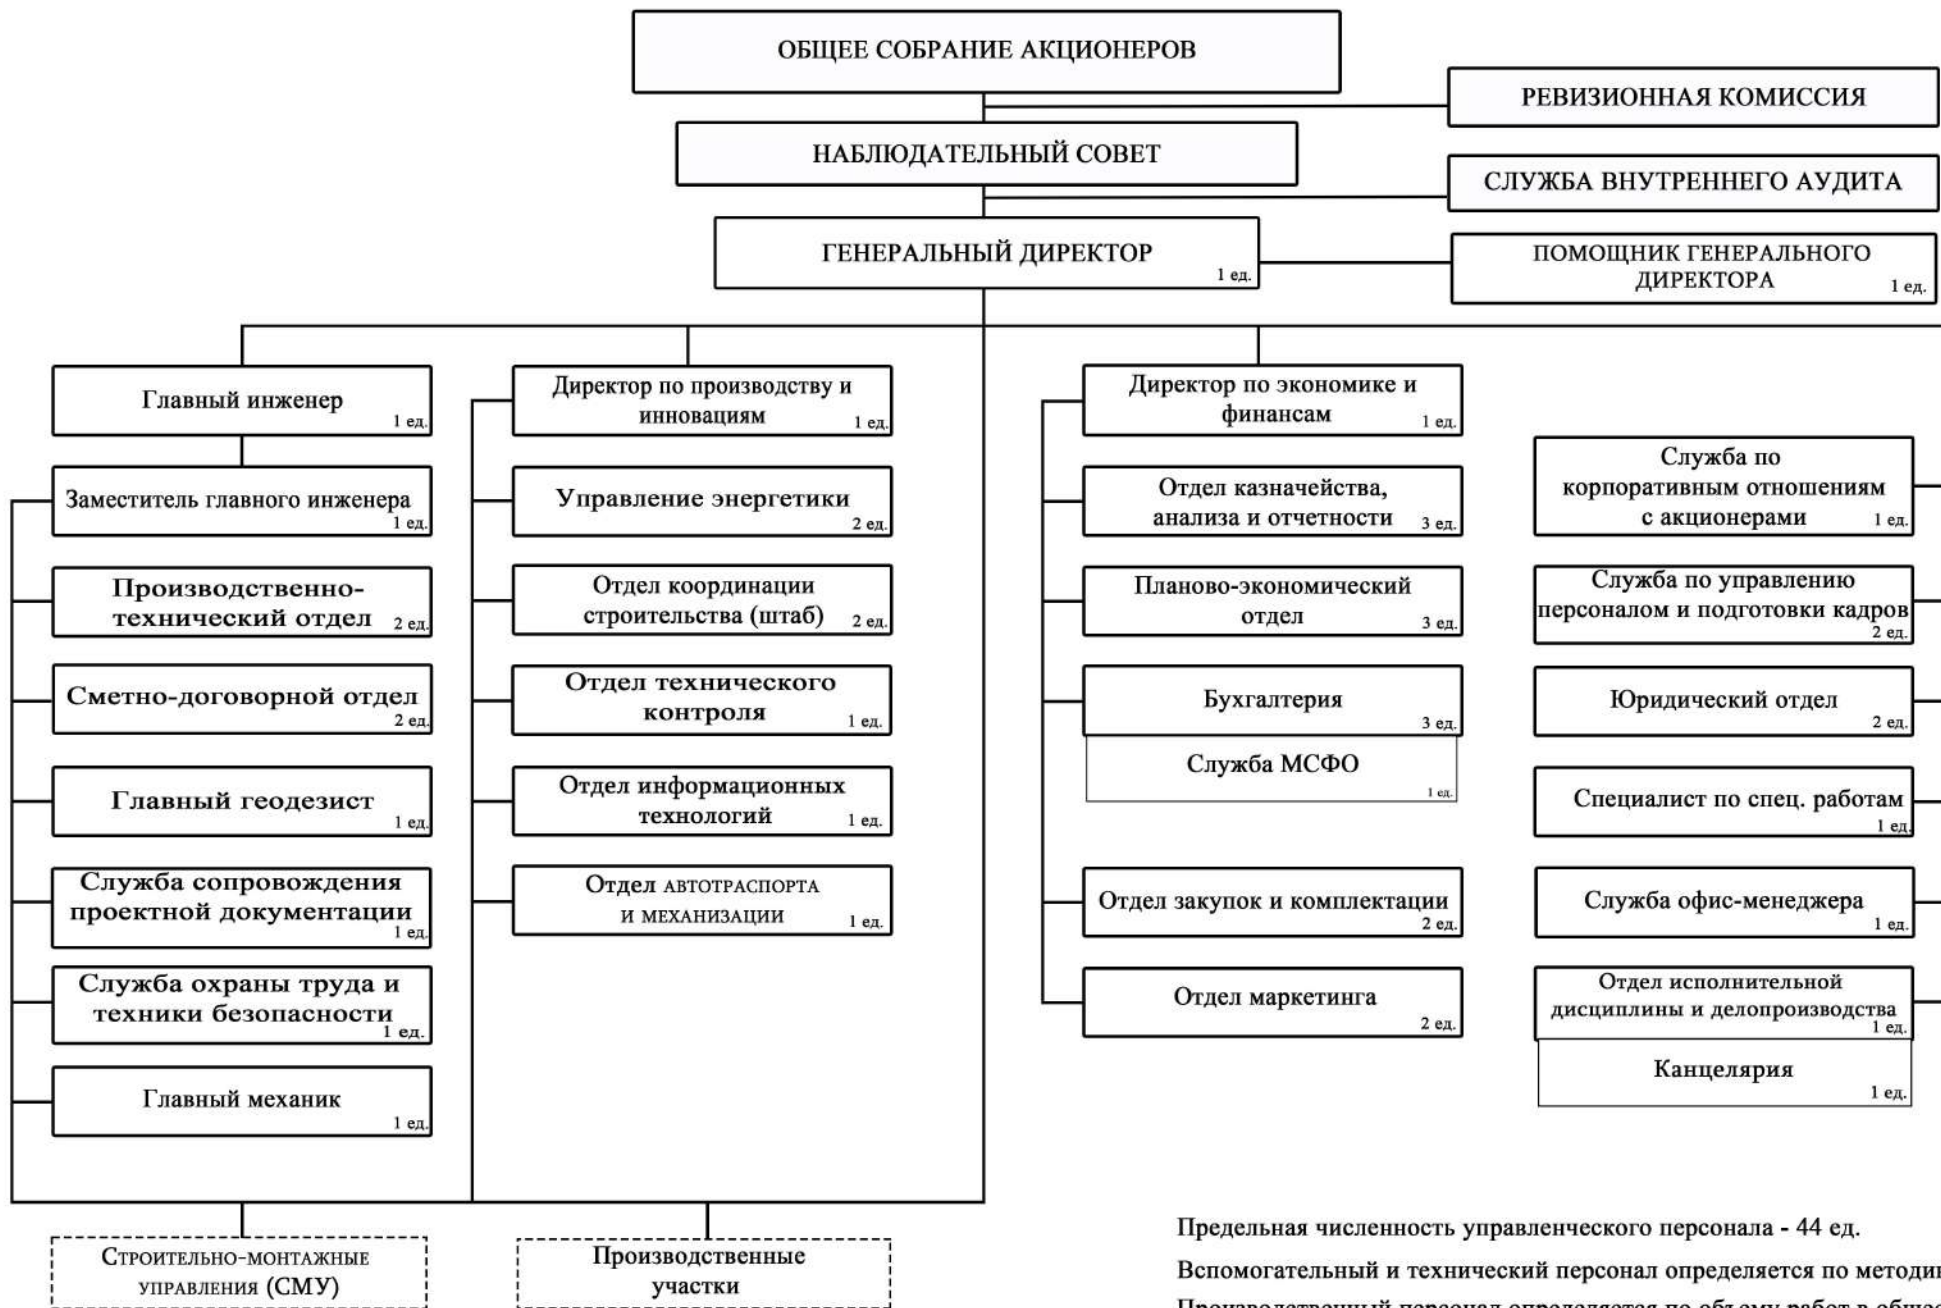 ОБЩЕЕ СОБРАНИЕ АКЦИОНЕРОВ
РЕВИЗИОННАЯ КОМИССИЯ
НАБЛЮДАТЕЛЬНЫЙ СОВЕТ
СЛУЖБА ВНУТРЕННЕГО АУДИТА
ГЕНЕРАЛЬНЫЙ ДИРЕКТОР
1 ед.
ПОМОЩНИК ГЕНЕРАЛЬНОГО
ДИРЕКТОРА
1 ед.
Главный инженер
1 ед.
Заместитель главного инженера
1 ед.
Производственно-
технический отдел
2 ед.
Сметно-договорной отдел
2 ед.
Главный геодезист
1 ед.
Служба сопровождения
проектной документации
1 ед.
Служба охраны труда и
техники безопасности
1 ед.
Главный механик
1 ед.
Директор по производству и
инновациям
1 ед.
Управление энергетики
2 ед.
Отдел координации
строительства (штаб)
2 ед.
Отдел технического
контроля
1 ед.
Отдел информационных
технологий
1 ед.
Отдел АВТОТРАСПОРТА
И МЕХАНИЗАЦИИ
1 ед.
Директор по экономике и
финансам
1 ед.
Отдел казначейства,
анализа и отчетности
3 ед.
Планово-экономический
отдел
3 ед.
Бухгалтерия
3 ед.
Служба МСФО
1 ед.
Отдел закупок и комплектации
2 ед.
Отдел маркетинга
2 ед.
Служба по
корпоративным отношениям
с акционерами
1 ед.
Служба по управлению
персоналом и подготовки кадров
2 ед.
Юридический отдел
2 ед.
Специалист по спец. работам
1 ед.
Служба офис-менеджера
1 ед.
Отдел исполнительной
дисциплины и делопроизводства
1 ед.
Канцелярия
1 ед.
СТРОИТЕЛЬНО-МОНТАЖНЫЕ
УПРАВЛЕНИЯ (СМУ)
Производственные
участки
Предельная численность управленческого персонала - 44 ед.
Вспомогательный и технический персонал определяется по
Производственный персонал определяется по объему работ в